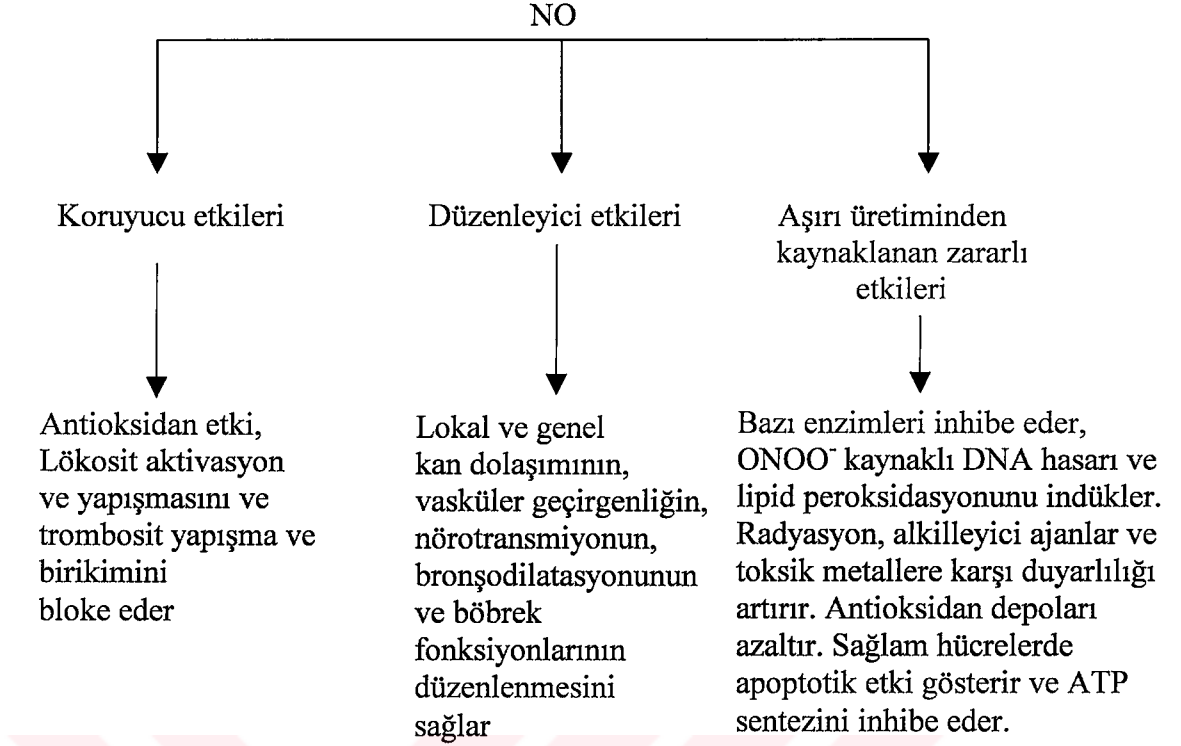 NO
Koruyucu etkileri
Düzenleyici etkileri
Aşırı üretiminden
kaynaklanan zararlı
etkileri
Antioksidan etki,
Lökosit aktivasyon
ve yapışmasını ve
trombosit yapışma ve
birikimini
bloke eder
Lokal ve genel
kan dolaşımının,
vasküler geçirgenliğin,
nörotransmiyonun,
bronşodilatasyonunun
ve böbrek
fonksiyonlarının
düzenlenmesini
sağlar
Bazı enzimleri inhibe eder,
ONOO⁻ kaynaklı DNA hasarı ve
lipid peroksidasyonunu indükler.
Radyasyon, alkilleyici ajanlar ve
toksik metallere karşı duyarlılığı
artırır. Antioksidan depoları
azaltır. Sağlam hücrelerde
apoptotik etki gösterir ve ATP
sentezini inhibe eder.